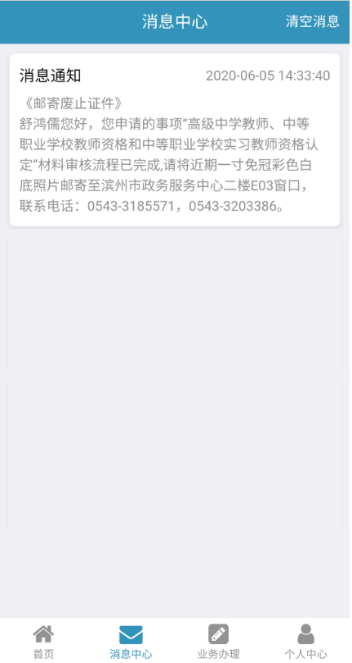 消息中心
清空消息
消息通知
2020-06-05 14:33:40
《邮寄废止证件》
舒鸿儒您好，您申请的事项“高级中学教师、中等
职业学校教师资格和中等职业学校实习教师资格认
定”材料审核流程已完成,请将近期一寸免冠彩色白
底照片邮寄至滨州市政务服务中心二楼E03窗口，
联系电话：0543-3185571，0543-3203386。
首页
消息中心
业务办理
个人中心